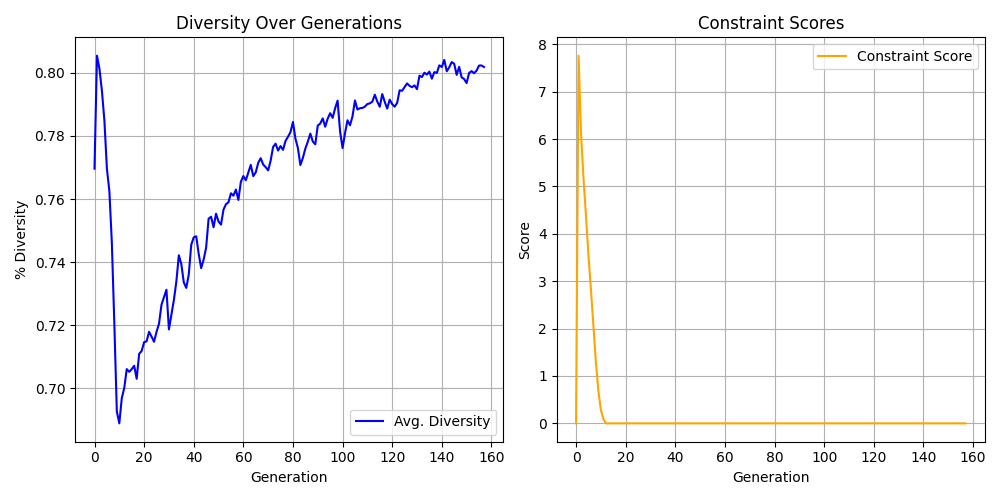 Diversity Over Generations
% Diversity
0.80
0.78
0.76
0.74
0.72
0.70
Avg. Diversity
0 20 40 60 80 100 120 140 160
Generation
Constraint Scores
Score
8
7
6
5
4
3
2
1
0
Constraint Score
0 20 40 60 80 100 120 140 160
Generation